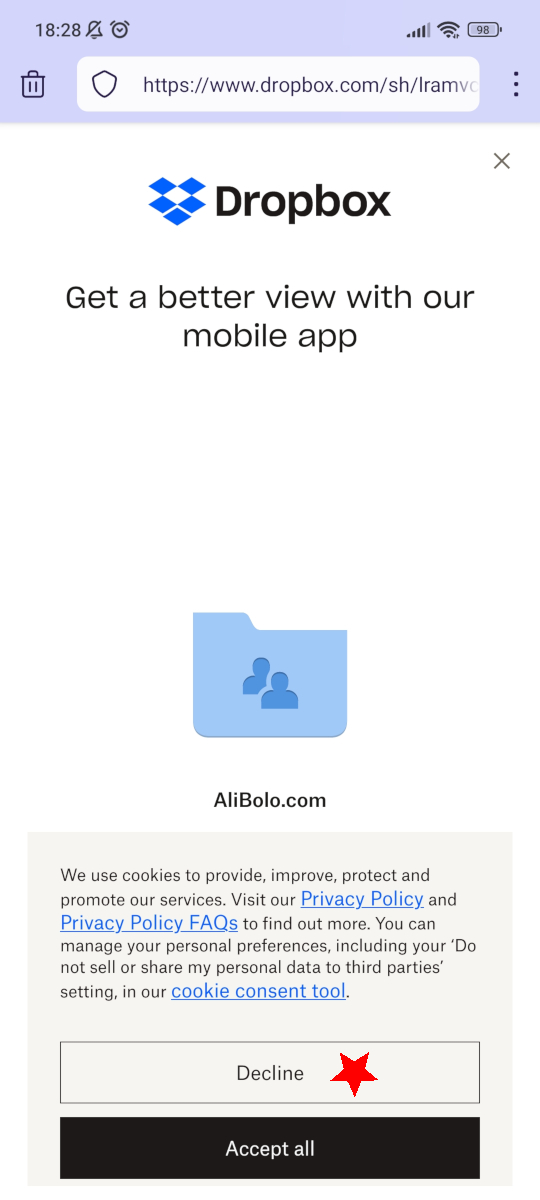 18:28 98
https://www.dropbox.com/sh/lramv
Dropbox
Get a better view with our
mobile app
AliBolo.com
We use cookies to provide, improve, protect and
promote our services. Visit our Privacy Policy and
Privacy Policy FAQs to find out more. You can
manage your personal preferences, including your ‘Do
not sell or share my personal data to third parties’
setting, in our cookie consent tool.
Decline
Accept all